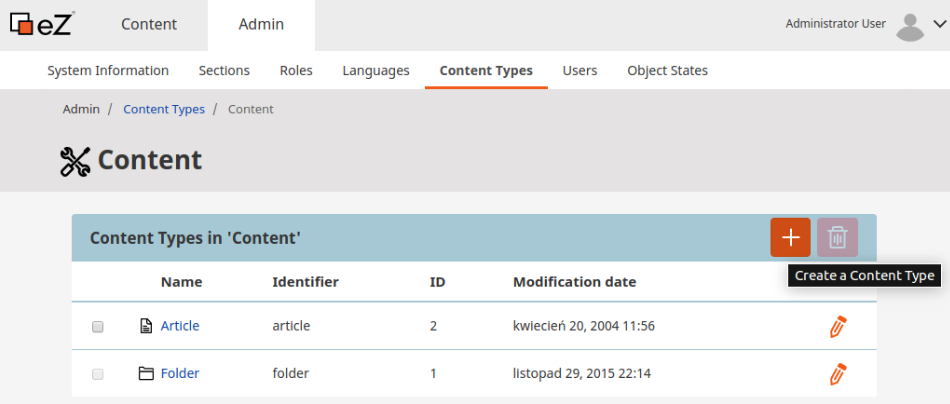 eZ Content Admin Administrator User
System Information Sections Roles Languages Content Types Users Object States
Admin / Content Types / Content
Content
Content Types in 'Content'
Create a Content Type
Name Identifier ID Modification date
Article article 2 kwiecień 20, 2004 11:56
Folder folder 1 listopad 29, 2015 22:14